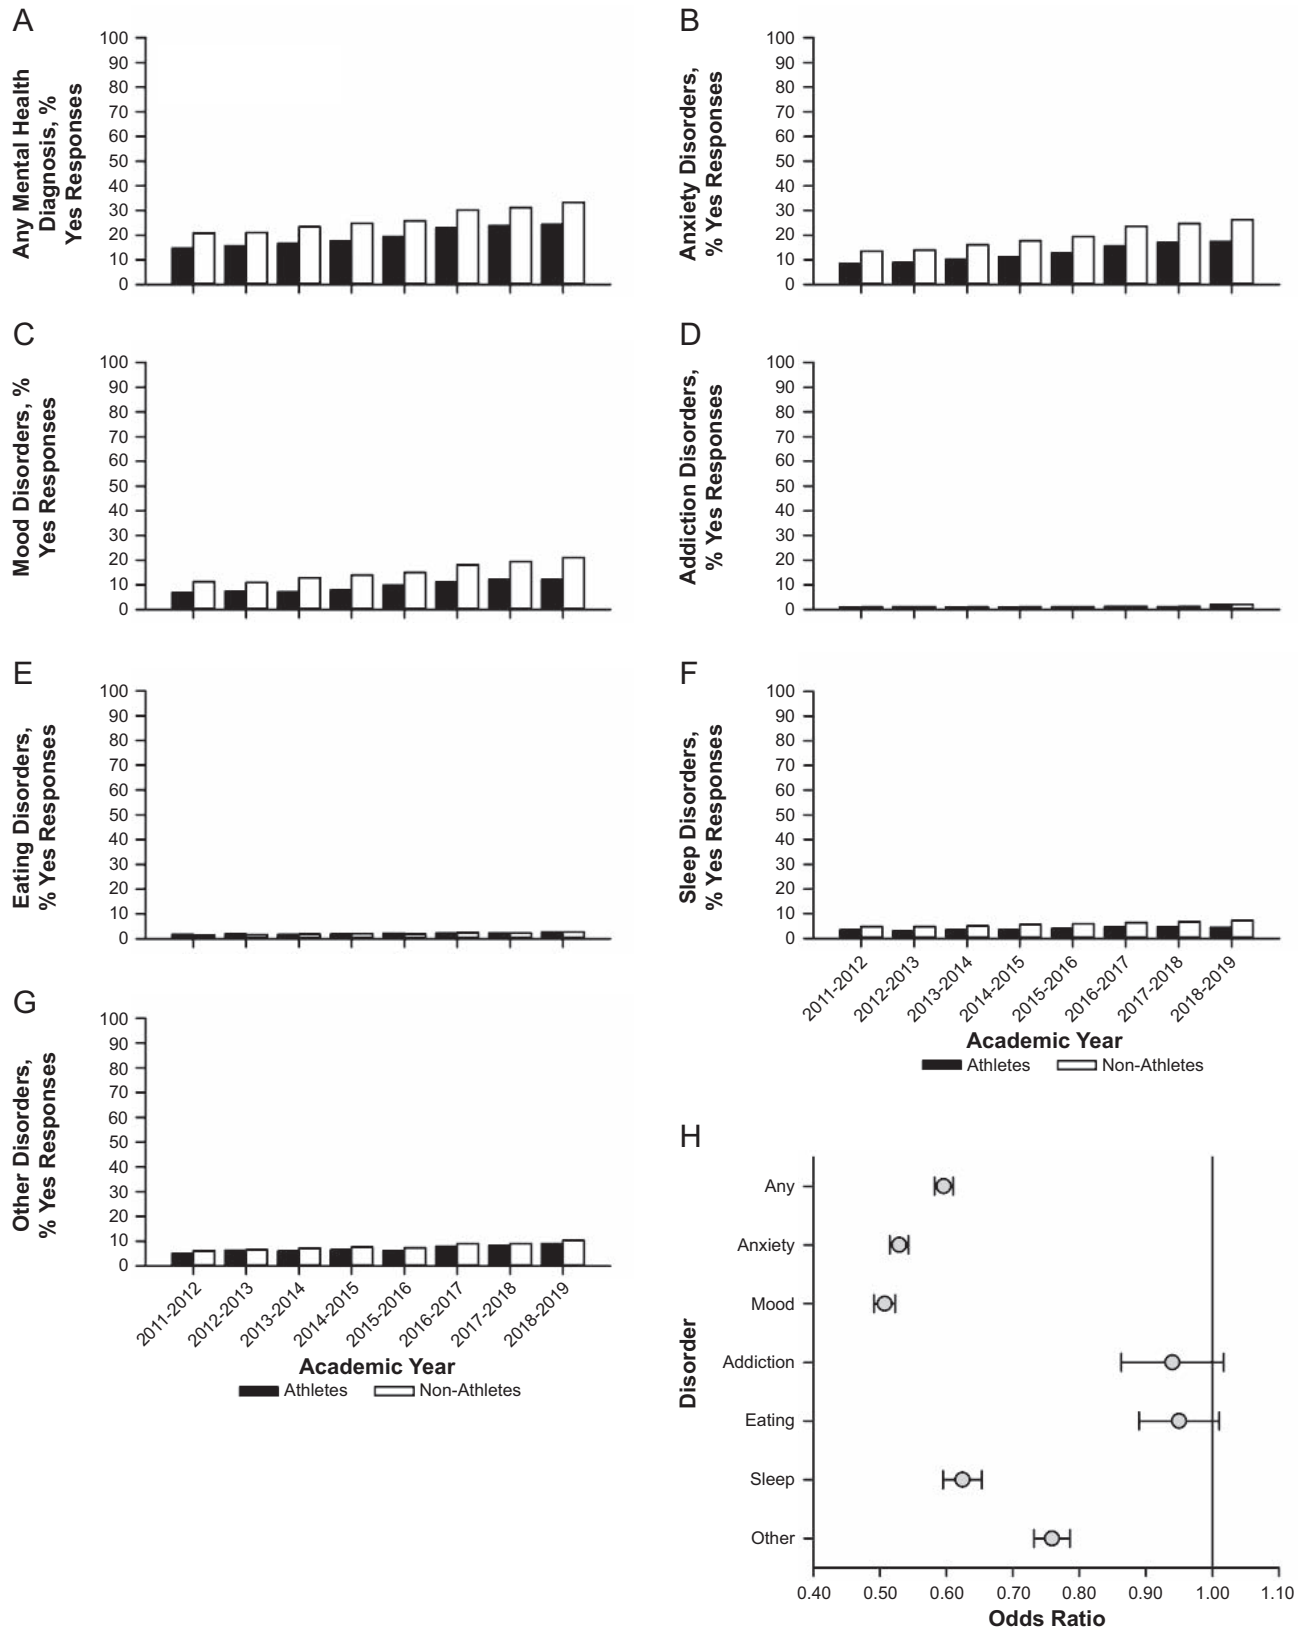 A
Any Mental Health
Diagnosis, %
Yes Responses
100
90
80
70
60
50
40
30
20
10
0
B
Anxiety Disorders,
% Yes Responses
100
90
80
70
60
50
40
30
20
10
0
C
Mood Disorders, %
Yes Responses
100
90
80
70
60
50
40
30
20
10
0
D
Addiction Disorders,
% Yes Responses
100
90
80
70
60
50
40
30
20
10
0
E
Eating Disorders,
% Yes Responses
100
90
80
70
60
50
40
30
20
10
0
F
Sleep Disorders,
% Yes Responses
100
90
80
70
60
50
40
30
20
10
0
2011-2012
2012-2013
2013-2014
2014-2015
2015-2016
2016-2017
2017-2018
2018-2019
Academic Year
Athletes Non-Athletes
G
Other Disorders,
% Yes Responses
100
90
80
70
60
50
40
30
20
10
0
2011-2012
2012-2013
2013-2014
2014-2015
2015-2016
2016-2017
2017-2018
2018-2019
Academic Year
Athletes Non-Athletes
H
Disorder
Any
Anxiety
Mood
Addiction
Eating
Sleep
Other
0.40 0.50 0.60 0.70 0.80 0.90 1.00 1.10
Odds Ratio